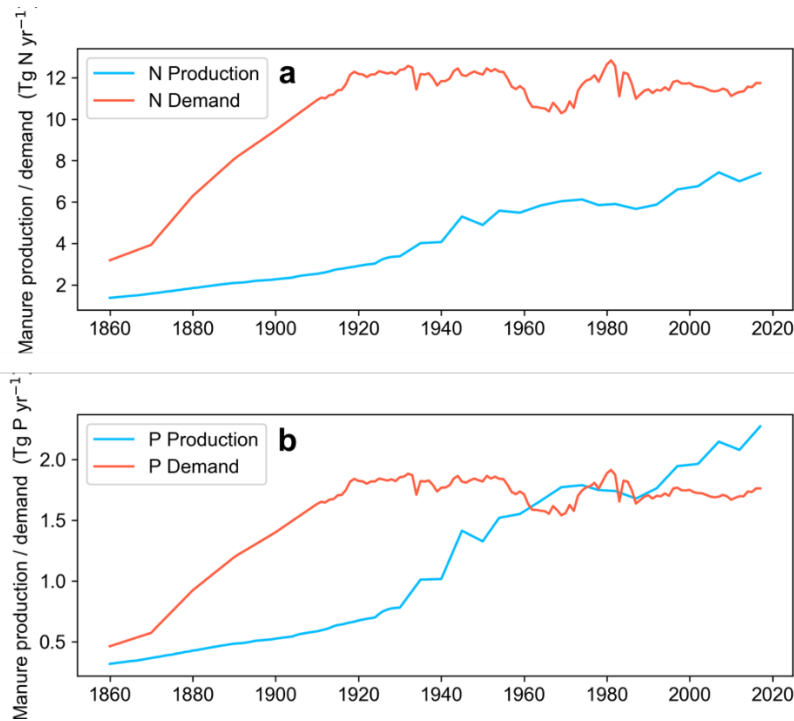 Manure production / demand (Tg N yr⁻¹
N Production
N Demand
a
12
10
8
6
4
2
1860 1880 1900 1920 1940 1960 1980 2000 2020
Manure production / demand (Tg P yr⁻¹
P Production
P Demand
b
2.0
1.5
1.0
0.5
1860 1880 1900 1920 1940 1960 1980 2000 2020